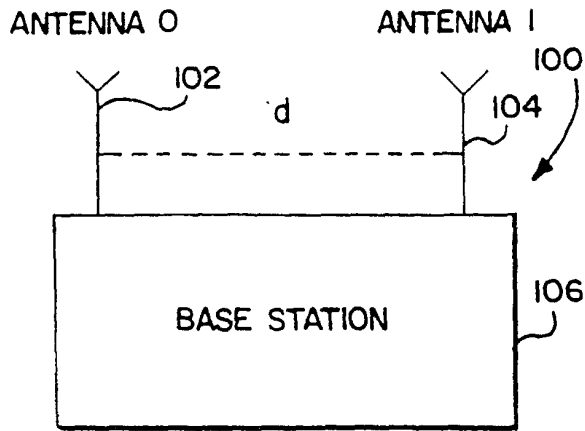 ANTENNA 0
ANTENNA 1
102
d
104
100
BASE STATION
106